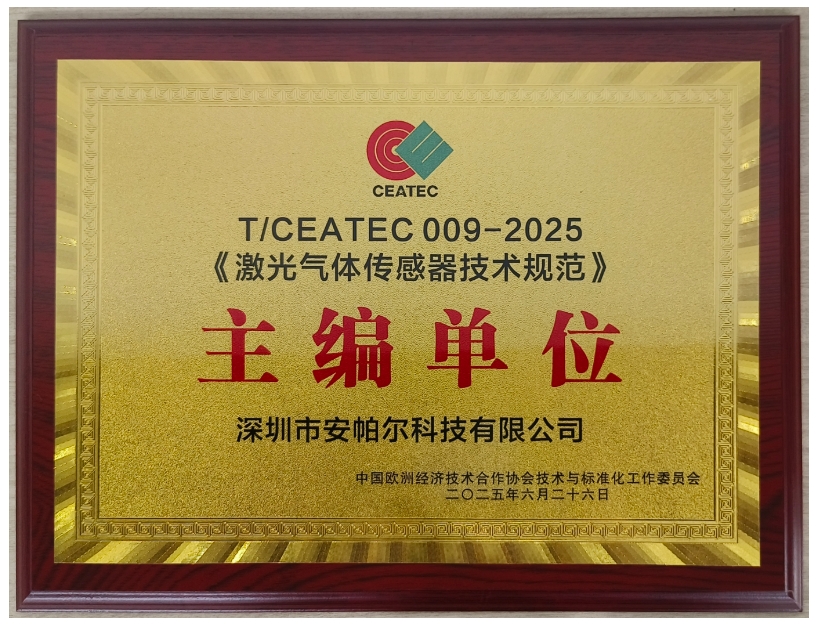 CEATEC
T/CEATEC 009-2025
《激光气体传感器技术规范》
主编单位
深圳市安帕尔科技有限公司
中国欧洲经济技术合作协会技术与标准化工作委员会
二〇二五年六月二十六日